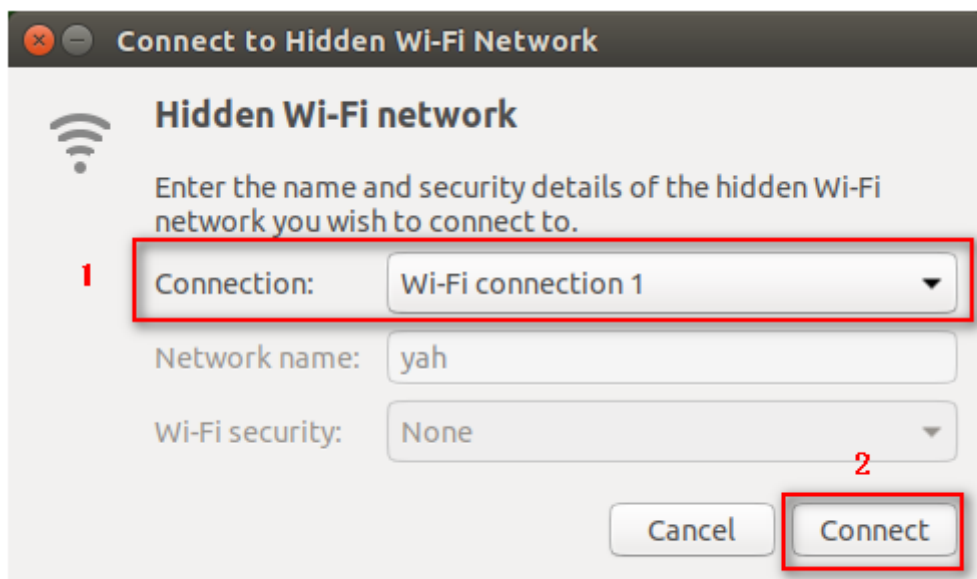 Connect to Hidden Wi-Fi Network
Hidden Wi-Fi network
Enter the name and security details of the hidden Wi-Fi
network you wish to connect to.
1
Connection: Wi-Fi connection 1
Network name: yah
Wi-Fi security: None
2
Cancel Connect